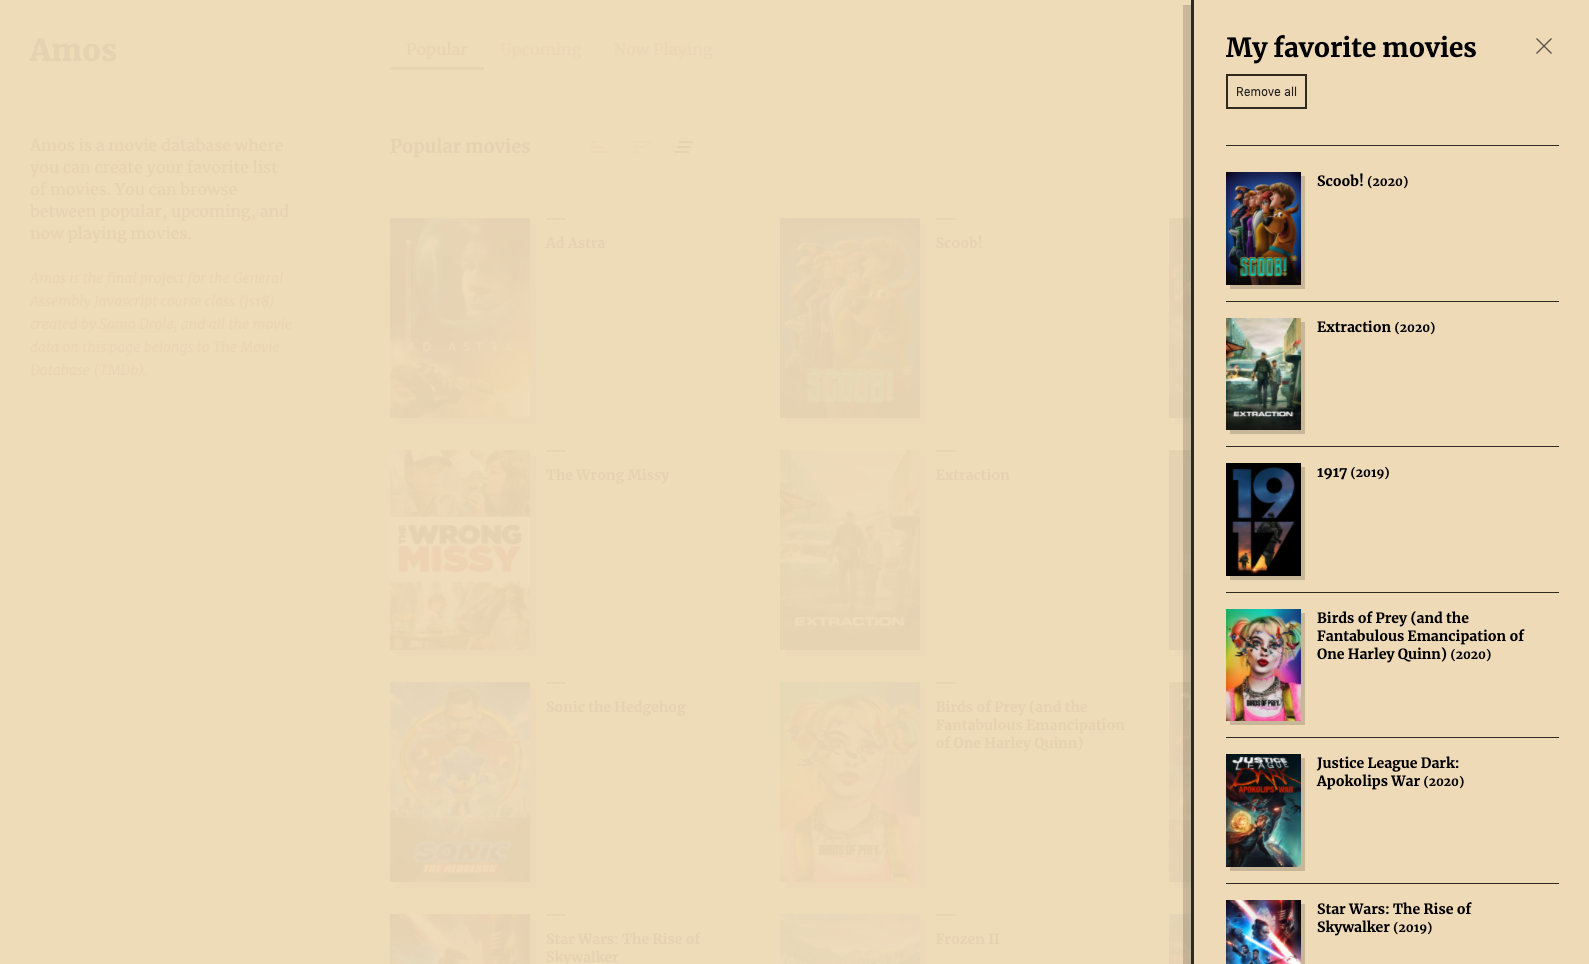 Amos
Popular
Upcoming
Now Playing
Amos is a movie database where
you can create your favorite list
of movies. You can browse
between popular, upcoming, and
now playing movies.
Amos is the final project for the General
Assembly Javascript course class
created by
and all the movie
data on this page belongs to The Movie
Database (TMDb)
Popular movies
AD ASTRA
Ad Astra
SCOOB!
Scoob!
THE WRONG
MISSY
The Wrong Missy
EXTRACTION
Extraction
SONIC
THE HEDGEHOG
Sonic the Hedgehog
BIRDS OF PREY
Birds of Prey (and the
Fantabulous Emancipation
of One Harley Quinn)
Star Wars: The Rise of
Skywalker
Frozen II
My favorite movies
Remove all
SCOOB!
Scoob! (2020)
EXTRACTION
Extraction (2020)
19
17
1917 (2019)
BIRDS OF PREY
Birds of Prey (and the
Fantabulous Emancipation of
One Harley Quinn) (2020)
JUSTICE
LEAGUE
DARK
APOKOLIPS WAR
Justice League Dark:
Apokolips War (2020)
Star Wars: The Rise of
Skywalker (2019)